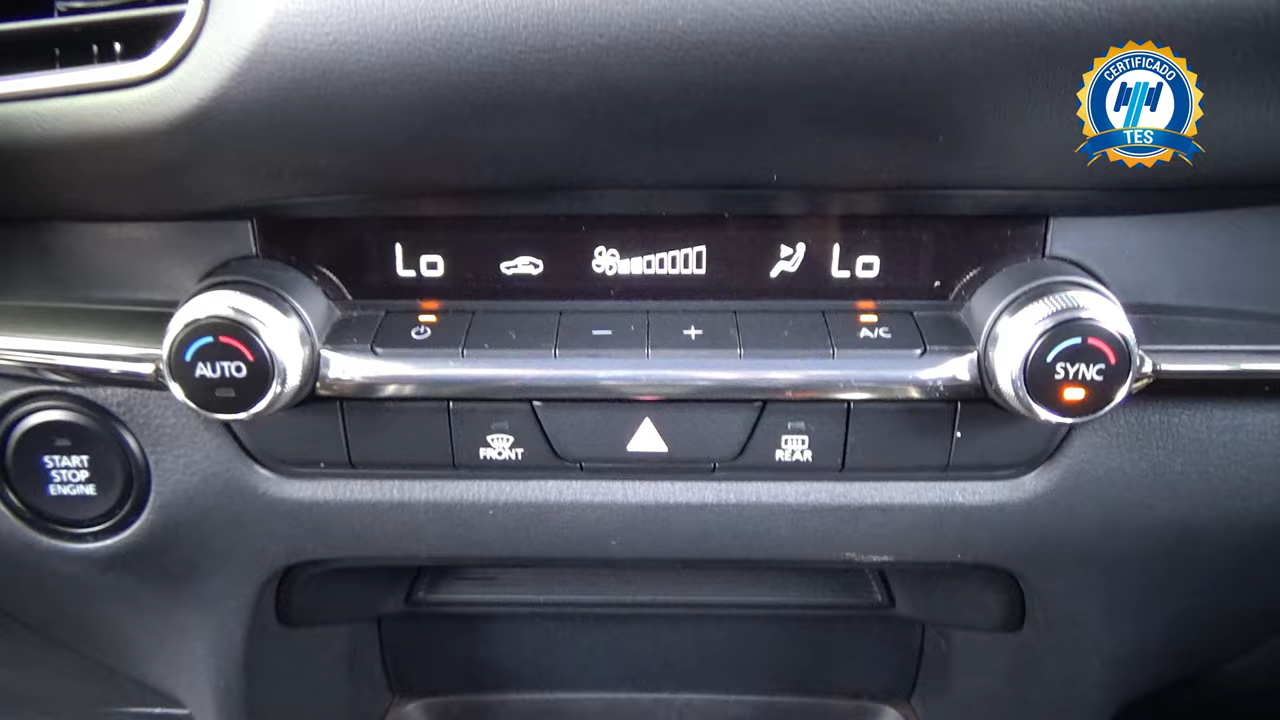 CERTIFICADO
TES
Lo
Lo
A/C
AUTO
SYNC
FRONT
REAR
START
STOP
ENGINE